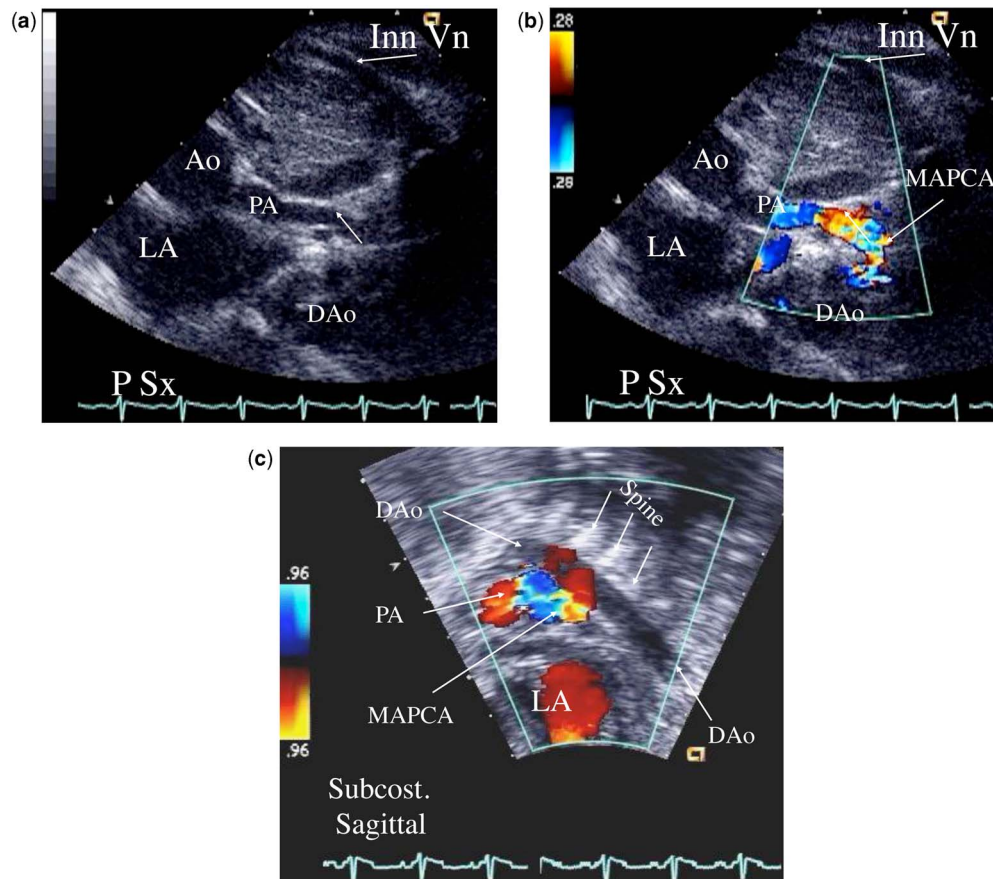 (a)
Inn Vn
Ao
PA
LA
DAo
P Sx
(b)
.28
.28
Inn Vn
Ao
MAPCA
PA
LA
DAo
P Sx
(c)
.96
.96
DAo
Spine
PA
MAPCA
LA
DAo
Subcost.
Sagittal